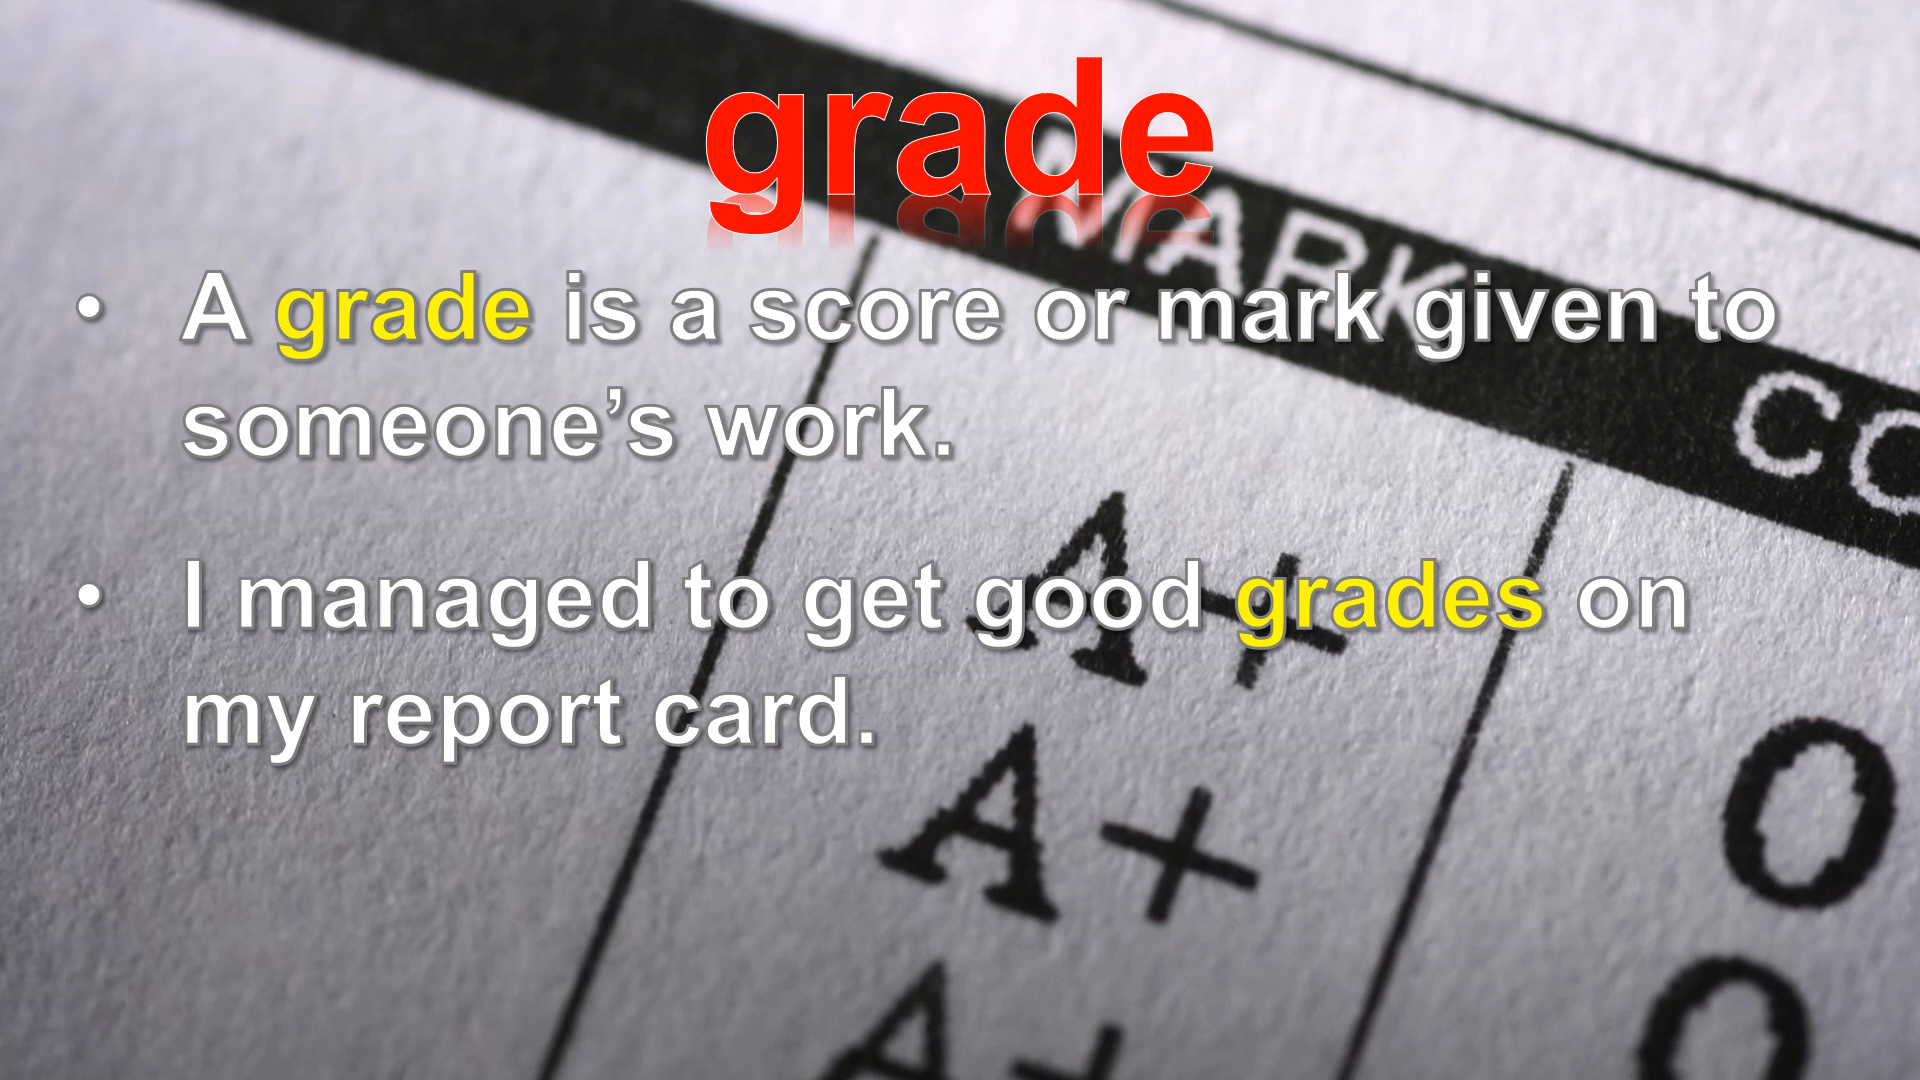 grade
MARK
CO
• A grade is a score or mark given to
someone’s work.
A+
• I managed to get good grades on
my report card.
A+
O
A+
O